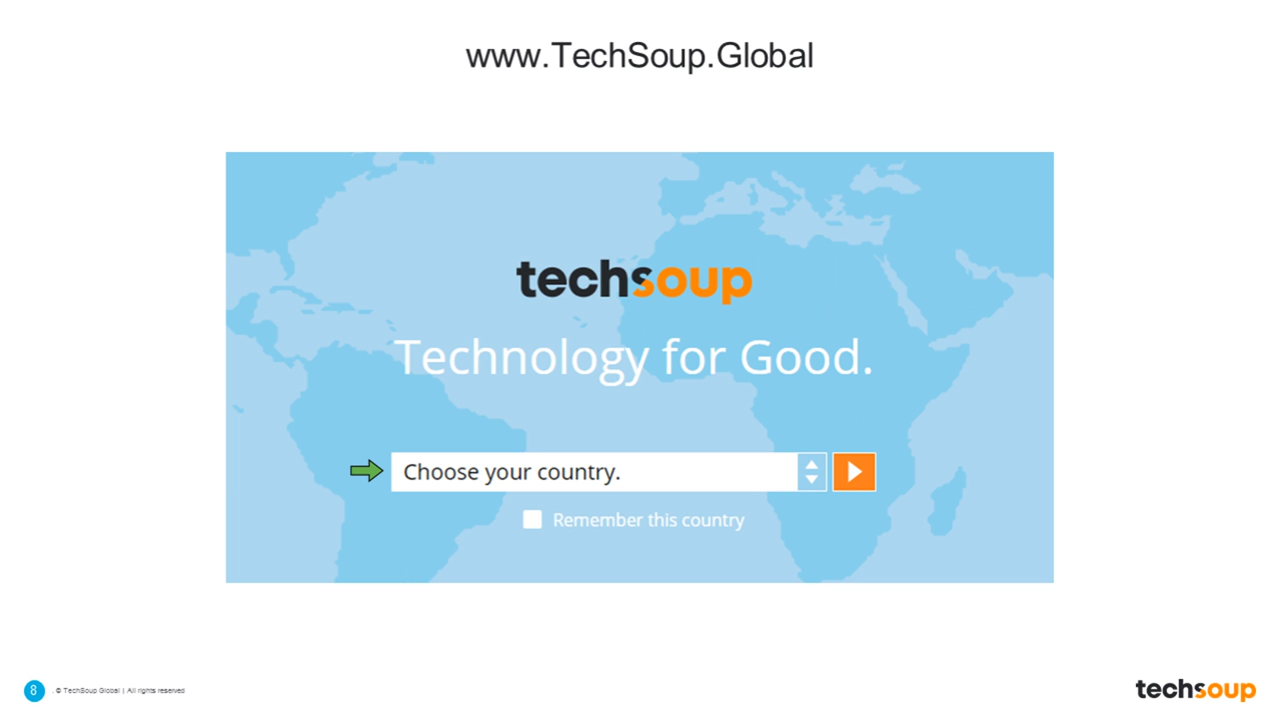 www.TechSoup.Global
techsoup
Technology for Good.
Choose your country.
Remember this country
8
. © TechSoup Global | All rights reserved
techsoup